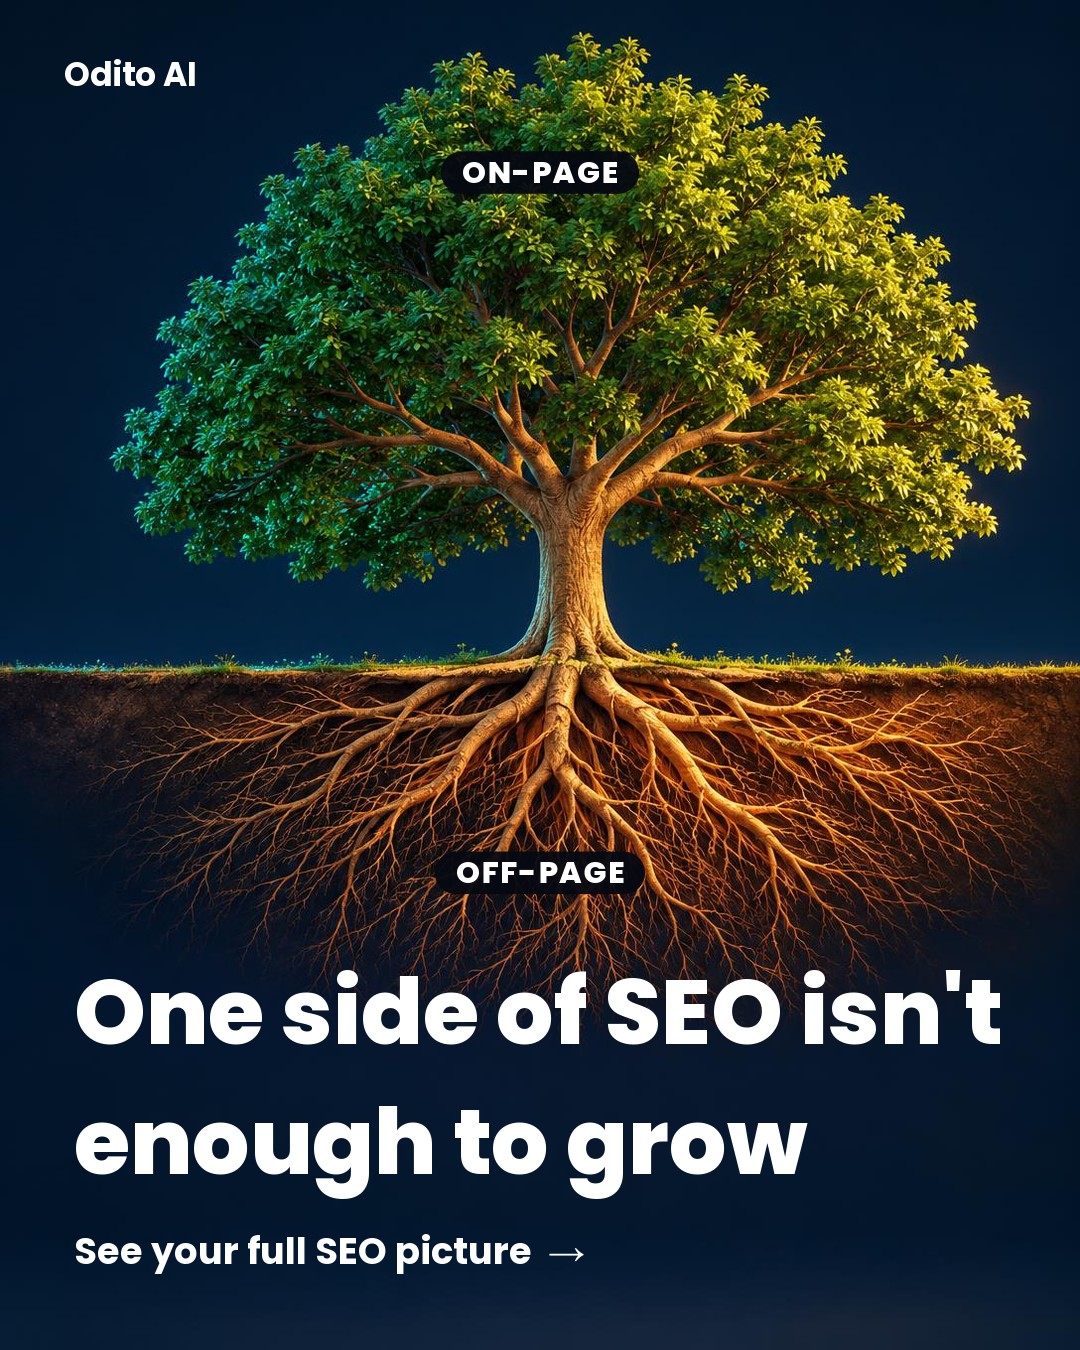 Odito AI
ON-PAGE
OFF-PAGE
One side of SEO isn't
enough to grow
See your full SEO picture →